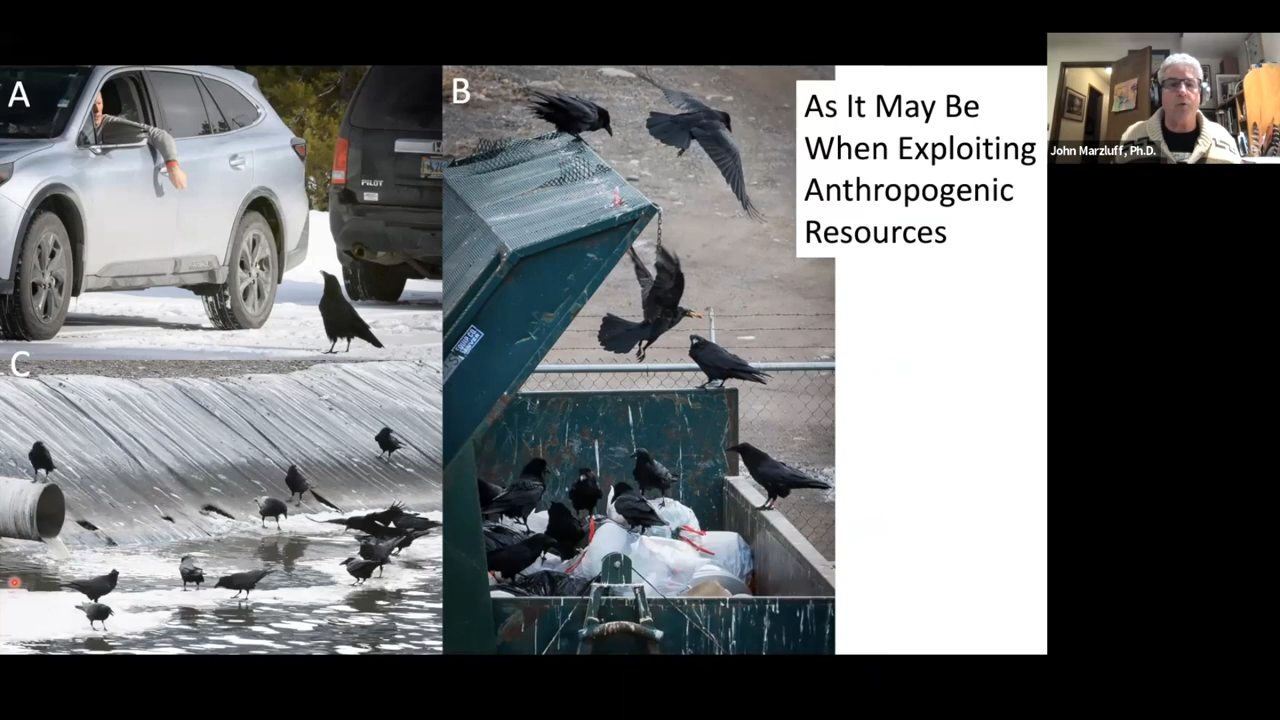 A
B
C
As It May Be
When Exploiting
Anthropogenic
Resources
John Marzluff, Ph.D.
PILOT